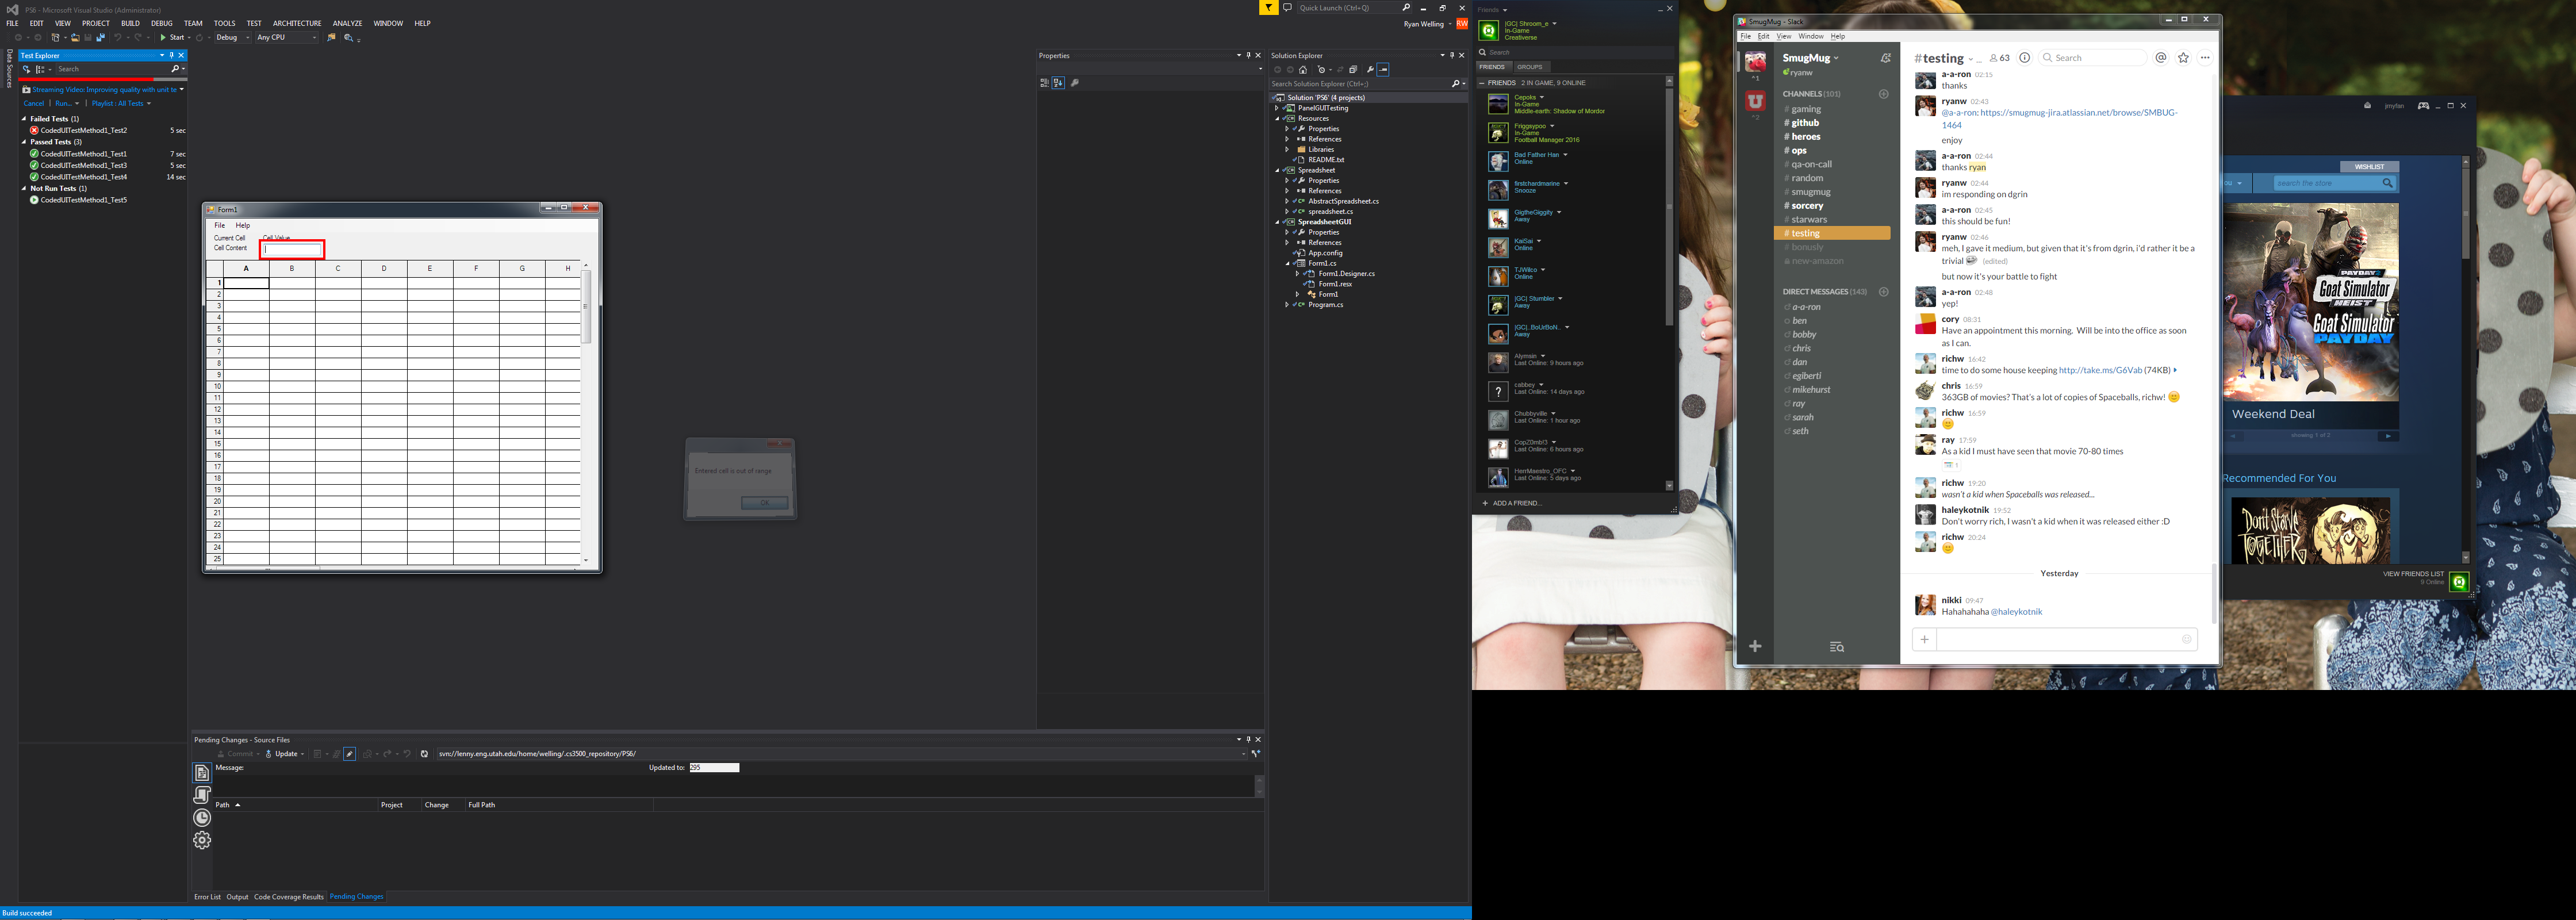 PS6 - Microsoft Visual Studio (Administrator)
Quick Launch (Ctrl+Q)
FILE EDIT VIEW PROJECT BUILD DEBUG TEAM TOOLS TEST ARCHITECTURE ANALYZE WINDOW HELP
Ryan Welling RW
Start Debug Any CPU
Data Sources
Test Explorer
Search
Streaming Video: Improving quality with unit te
Cancel | Run... | Playlist : All Tests
Failed Tests (1)
CodedUITestMethod1_Test2 5 sec
Passed Tests (3)
CodedUITestMethod1_Test1 7 sec
CodedUITestMethod1_Test3 5 sec
CodedUITestMethod1_Test4 14 sec
Not Run Tests (1)
CodedUITestMethod1_Test5
Form1
File Help
Current Cell Cell Value
Cell Content
A B C D E F G H
1
2
3
4
5
6
7
8
9
10
11
12
13
14
15
16
17
18
19
20
21
22
23
24
25
Entered cell is out of range
OK
Properties
Solution Explorer
Search Solution Explorer (Ctrl+;)
Solution 'PS6' (4 projects)
PanelGUITesting
Resources
Properties
References
Libraries
README.txt
Spreadsheet
Properties
References
AbstractSpreadsheet.cs
spreadsheet.cs
SpreadsheetGUI
Properties
References
App.config
Form1.cs
Form1.Designer.cs
Form1.resx
Form1
Program.cs
Pending Changes - Source Files
Commit Update svn://lenny.eng.utah.edu/home/welling/.cs3500_repository/PS6/
Message: Updated to: 295
Path Project Change Full Path
Error List Output Code Coverage Results Pending Changes
Build succeeded
Friends
|GC| Shroom_e
In-Game
Creativerse
Search
FRIENDS GROUPS
FRIENDS 2 IN GAME, 9 ONLINE
Cepoks
In-Game
Middle-earth: Shadow of Mordor
Friggaypoo
In-Game
Football Manager 2016
Bad Father Han
Online
firstchardmarine
Snooze
GigtheGiggity
Away
KaiSai
Online
TJWilco
Online
|GC| Stumbler
Away
|GC|..BoUrBoN..
Away
Alymsin
Last Online: 9 hours ago
cabbey
Last Online: 14 days ago
Chubbyville
Last Online: 1 hour ago
CopZ0mbI3
Last Online: 6 hours ago
HerrMaestro_OFC
Last Online: 5 days ago
ADD A FRIEND...
SmugMug - Slack
File Edit View Window Help
^1
^2
SmugMug
ryanw
CHANNELS (101)
# gaming
# github
# heroes
# ops
# qa-on-call
# random
# smugmug
# sorcery
# starwars
# testing
# bonusly
new-amazon
DIRECT MESSAGES (143)
a-a-ron
ben
bobby
chris
dan
egiberti
mikehurst
ray
sarah
seth
#testing 63 Search
a-a-ron 02:15
thanks
ryanw 02:43
@a-a-ron: https://smugmug-jira.atlassian.net/browse/SMBUG-
1464
enjoy
a-a-ron 02:44
thanks ryan
ryanw 02:44
im responding on dgrin
a-a-ron 02:45
this should be fun!
ryanw 02:46
meh, I gave it medium, but given that it's from dgrin, i'd rather it be a
trivial (edited)
but now it's your battle to fight
a-a-ron 02:48
yep!
cory 08:31
Have an appointment this morning. Will be into the office as soon
as I can.
richw 16:42
time to do some house keeping http://take.ms/G6Vab (74KB)
chris 16:59
363GB of movies? That's a lot of copies of Spaceballs, richw!
richw 16:59
ray 17:59
As a kid I must have seen that movie 70-80 times
1
richw 19:20
wasn't a kid when Spaceballs was released...
haleykotnik 19:52
Don't worry rich, I wasn't a kid when it was released either :D
richw 20:24
Yesterday
nikki 09:47
Hahahahaha @haleykotnik
jmyfan
WISHLIST
search the store
PAYDAY2
Goat Simulator
HEIST
Goat Simulator
PAYDAY
Weekend Deal
showing 1 of 2
Recommended For You
Don't Starve
TOGETHER
VIEW FRIENDS LIST
9 Online